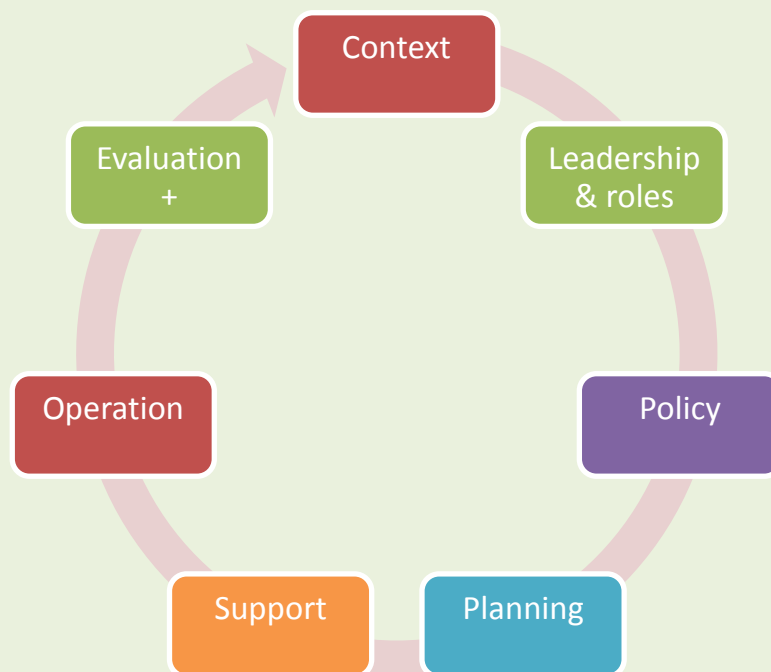 Context
Leadership
& roles
Policy
Planning
Support
Operation
Evaluation
+